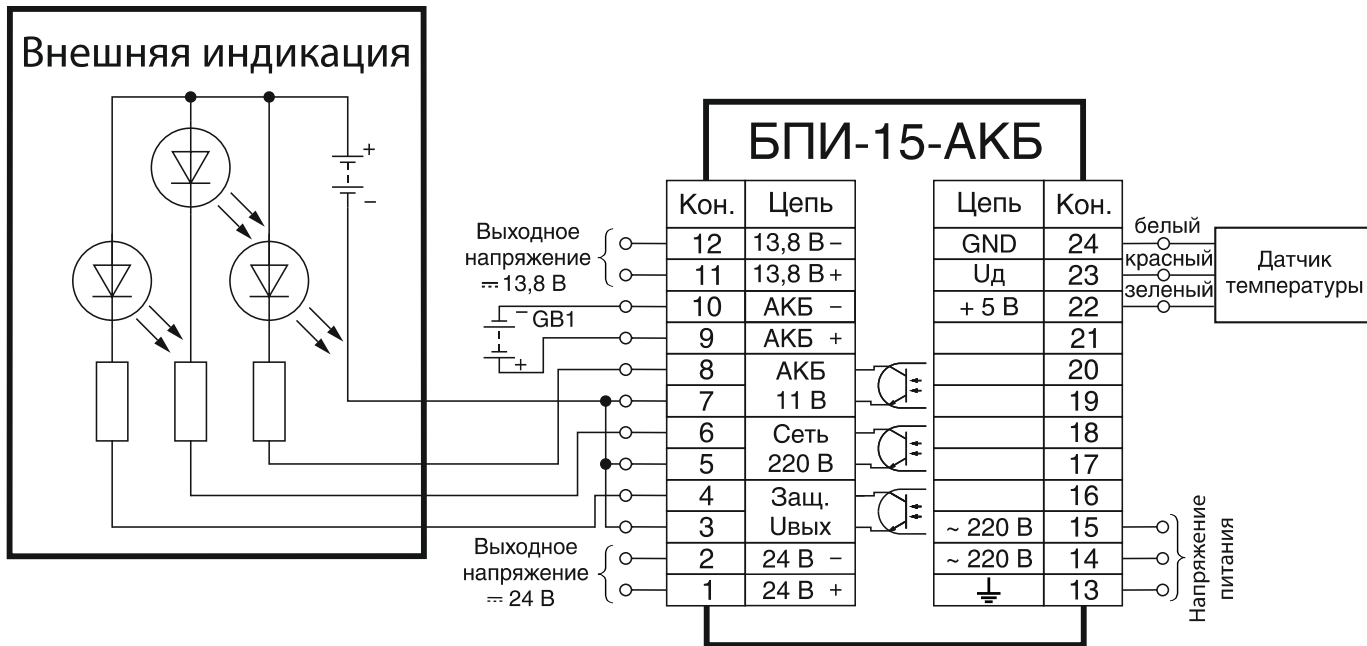 Внешняя индикация
+
–
БПИ-15-АКБ
Кон. Цепь
12 13,8 В –
11 13,8 В +
10 АКБ –
9 АКБ +
8 АКБ
7 11 В
6 Сеть
5 220 В
4 Защ.
3 Uвых
2 24 В –
1 24 В +
Выходное
напряжение
⎓ 13,8 В
– GB1
+
Выходное
напряжение
⎓ 24 В
Цепь Кон.
GND 24
Uд 23
+ 5 В 22
21
20
19
18
17
16
~ 220 В 15
~ 220 В 14
13
белый
красный
зеленый
Датчик
температуры
Напряжение
питания